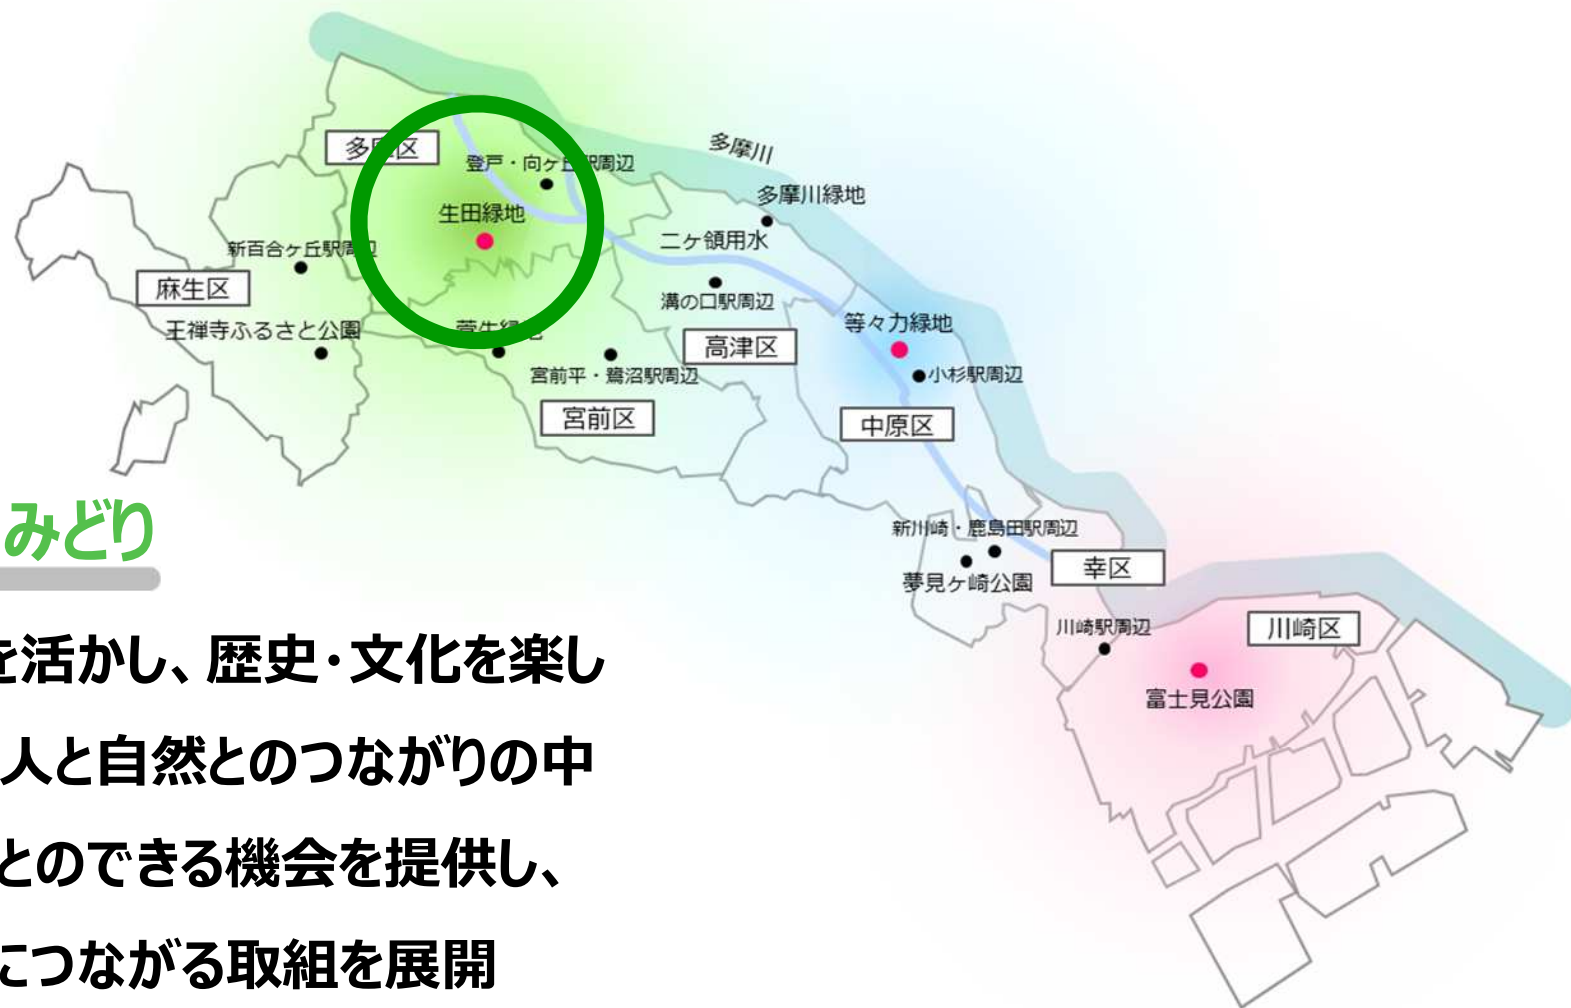 多摩区
登戸・向ヶ丘駅周辺
多摩川
生田緑地
多摩川緑地
新百合ヶ丘駅周辺
二ヶ領用水
麻生区
溝の口駅周辺
王禅寺ふるさと公園
菅生緑地
高津区
等々力緑地
宮前平・鷺沼駅周辺
小杉駅周辺
宮前区
中原区
みどり
新川崎・鹿島田駅周辺
夢見ヶ崎公園
幸区
川崎駅周辺
川崎区
富士見公園
を活かし、歴史・文化を楽し
人と自然とのつながりの中
とのできる機会を提供し、
につながる取組を展開